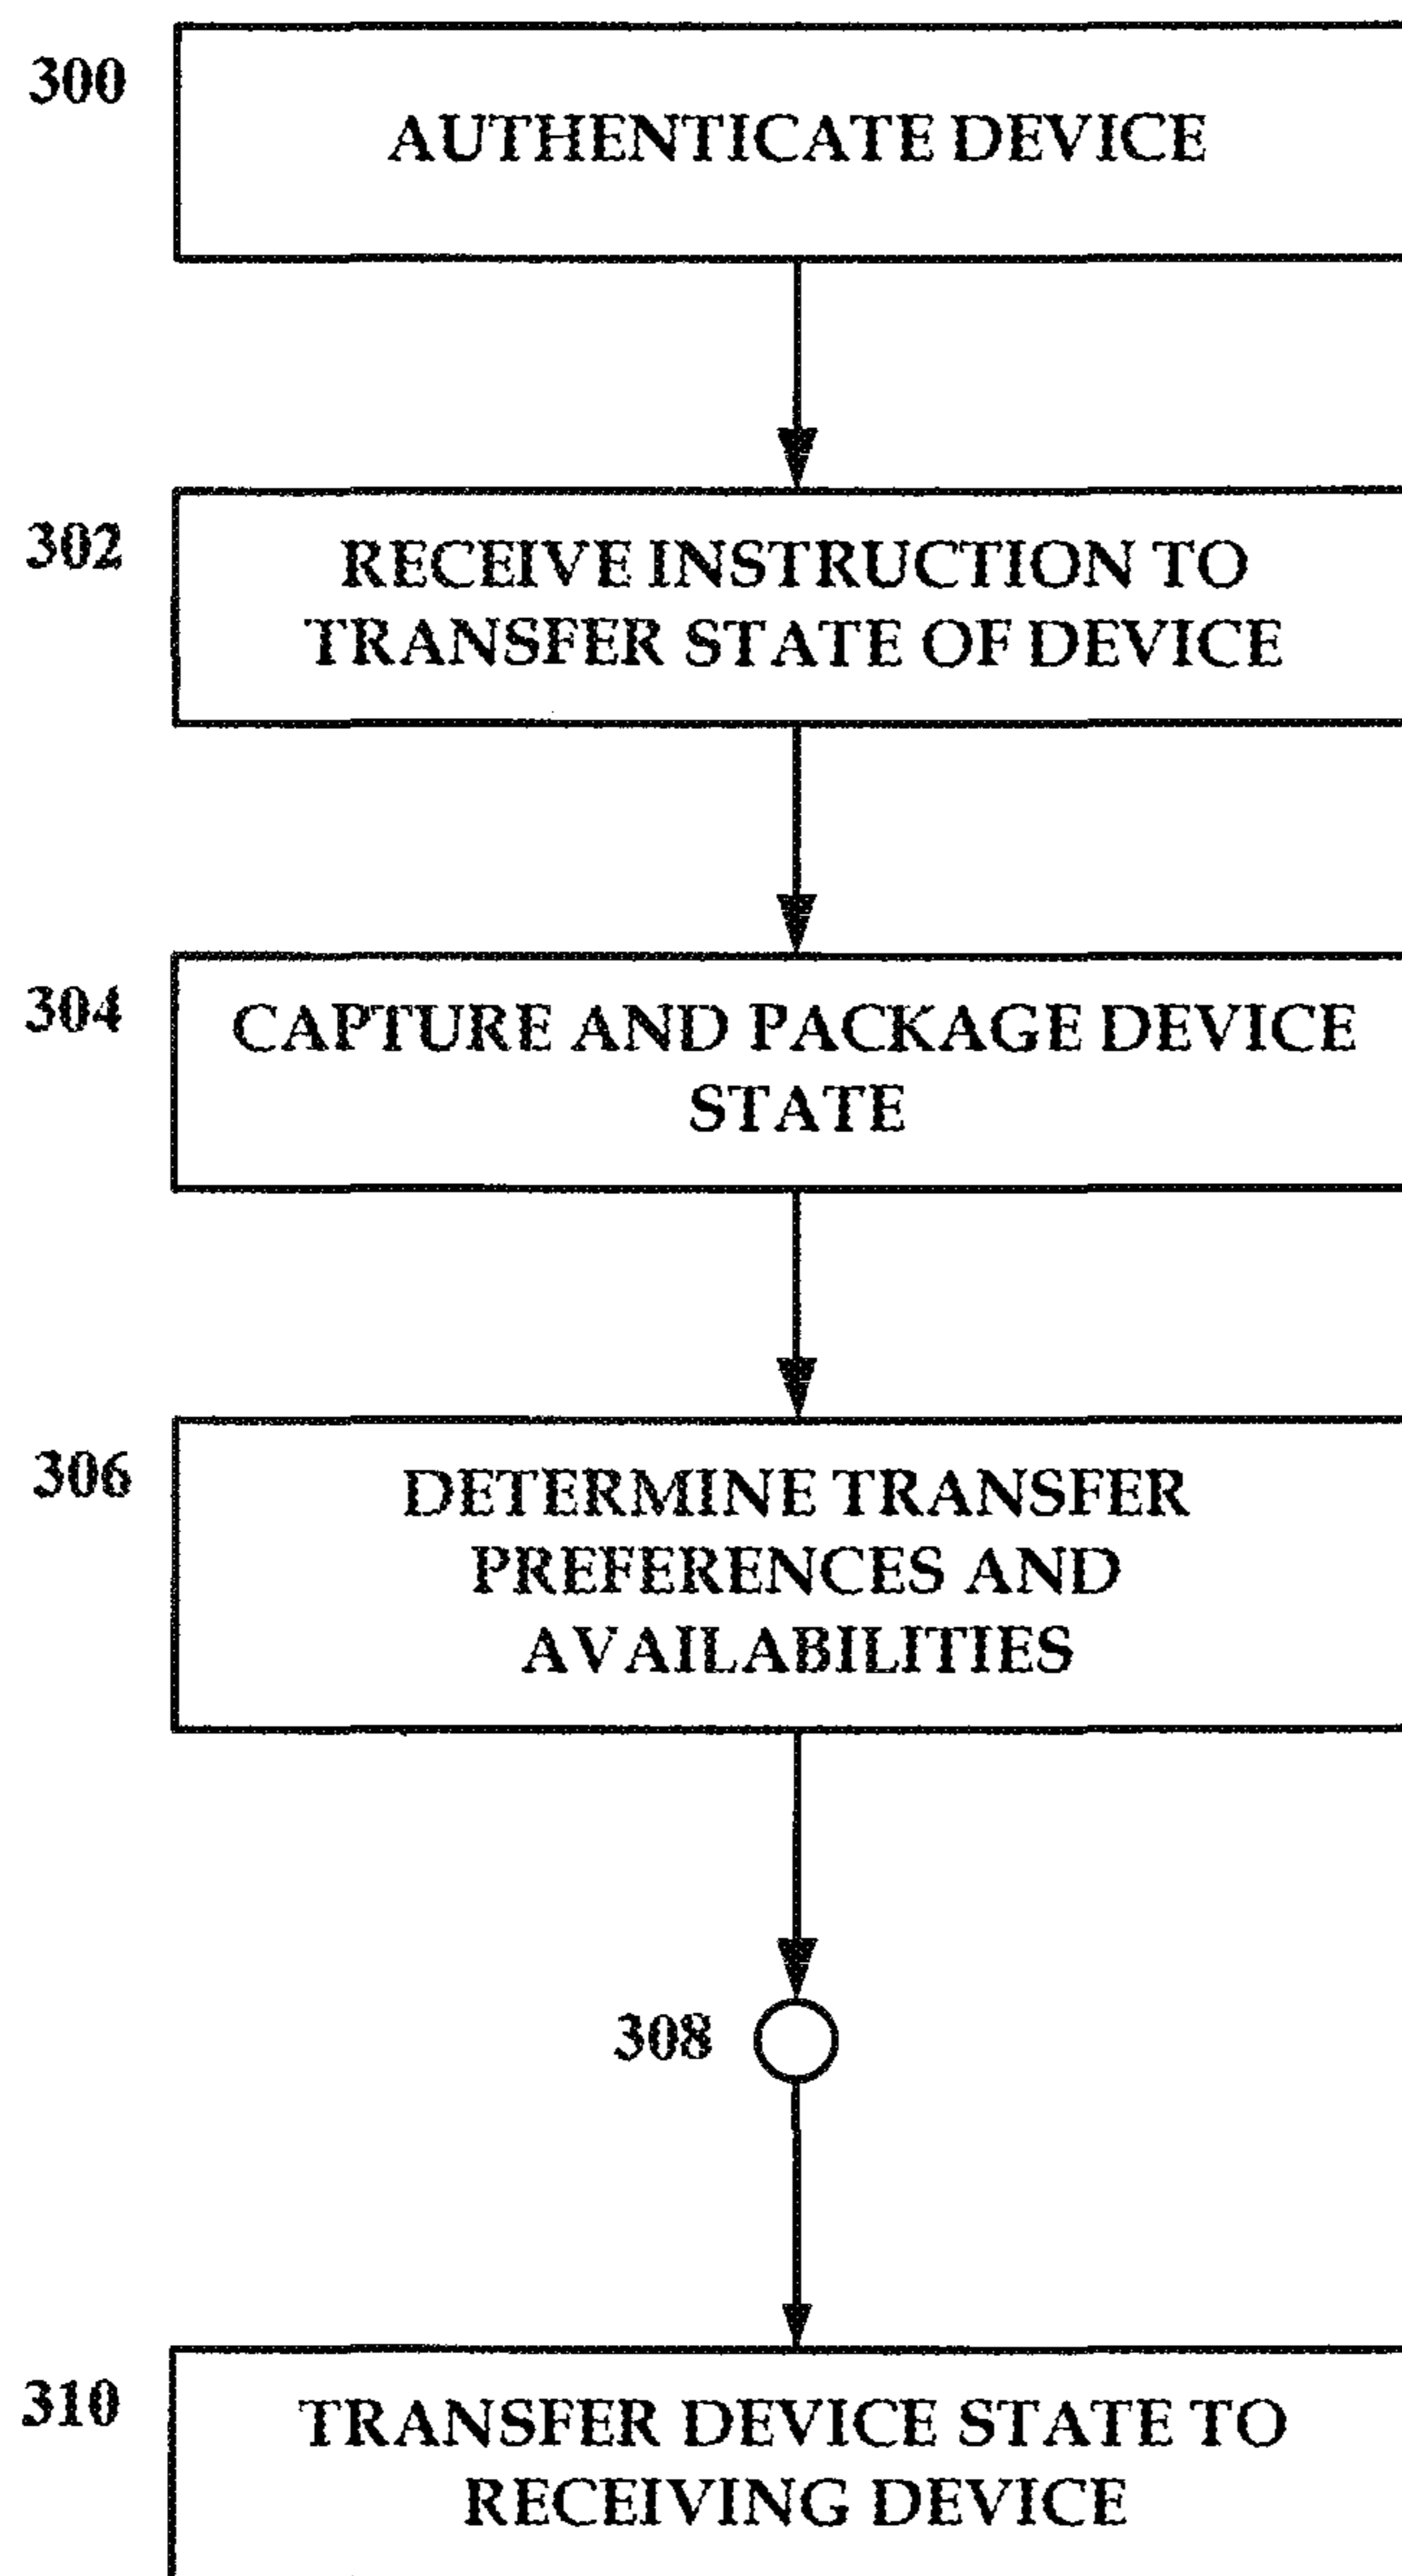 300
AUTHENTICATE DEVICE
302
RECEIVE INSTRUCTION TO
TRANSFER STATE OF DEVICE
304
CAPTURE AND PACKAGE DEVICE
STATE
306
DETERMINE TRANSFER
PREFERENCES AND
AVAILABILITIES
308
310
TRANSFER DEVICE STATE TO
RECEIVING DEVICE